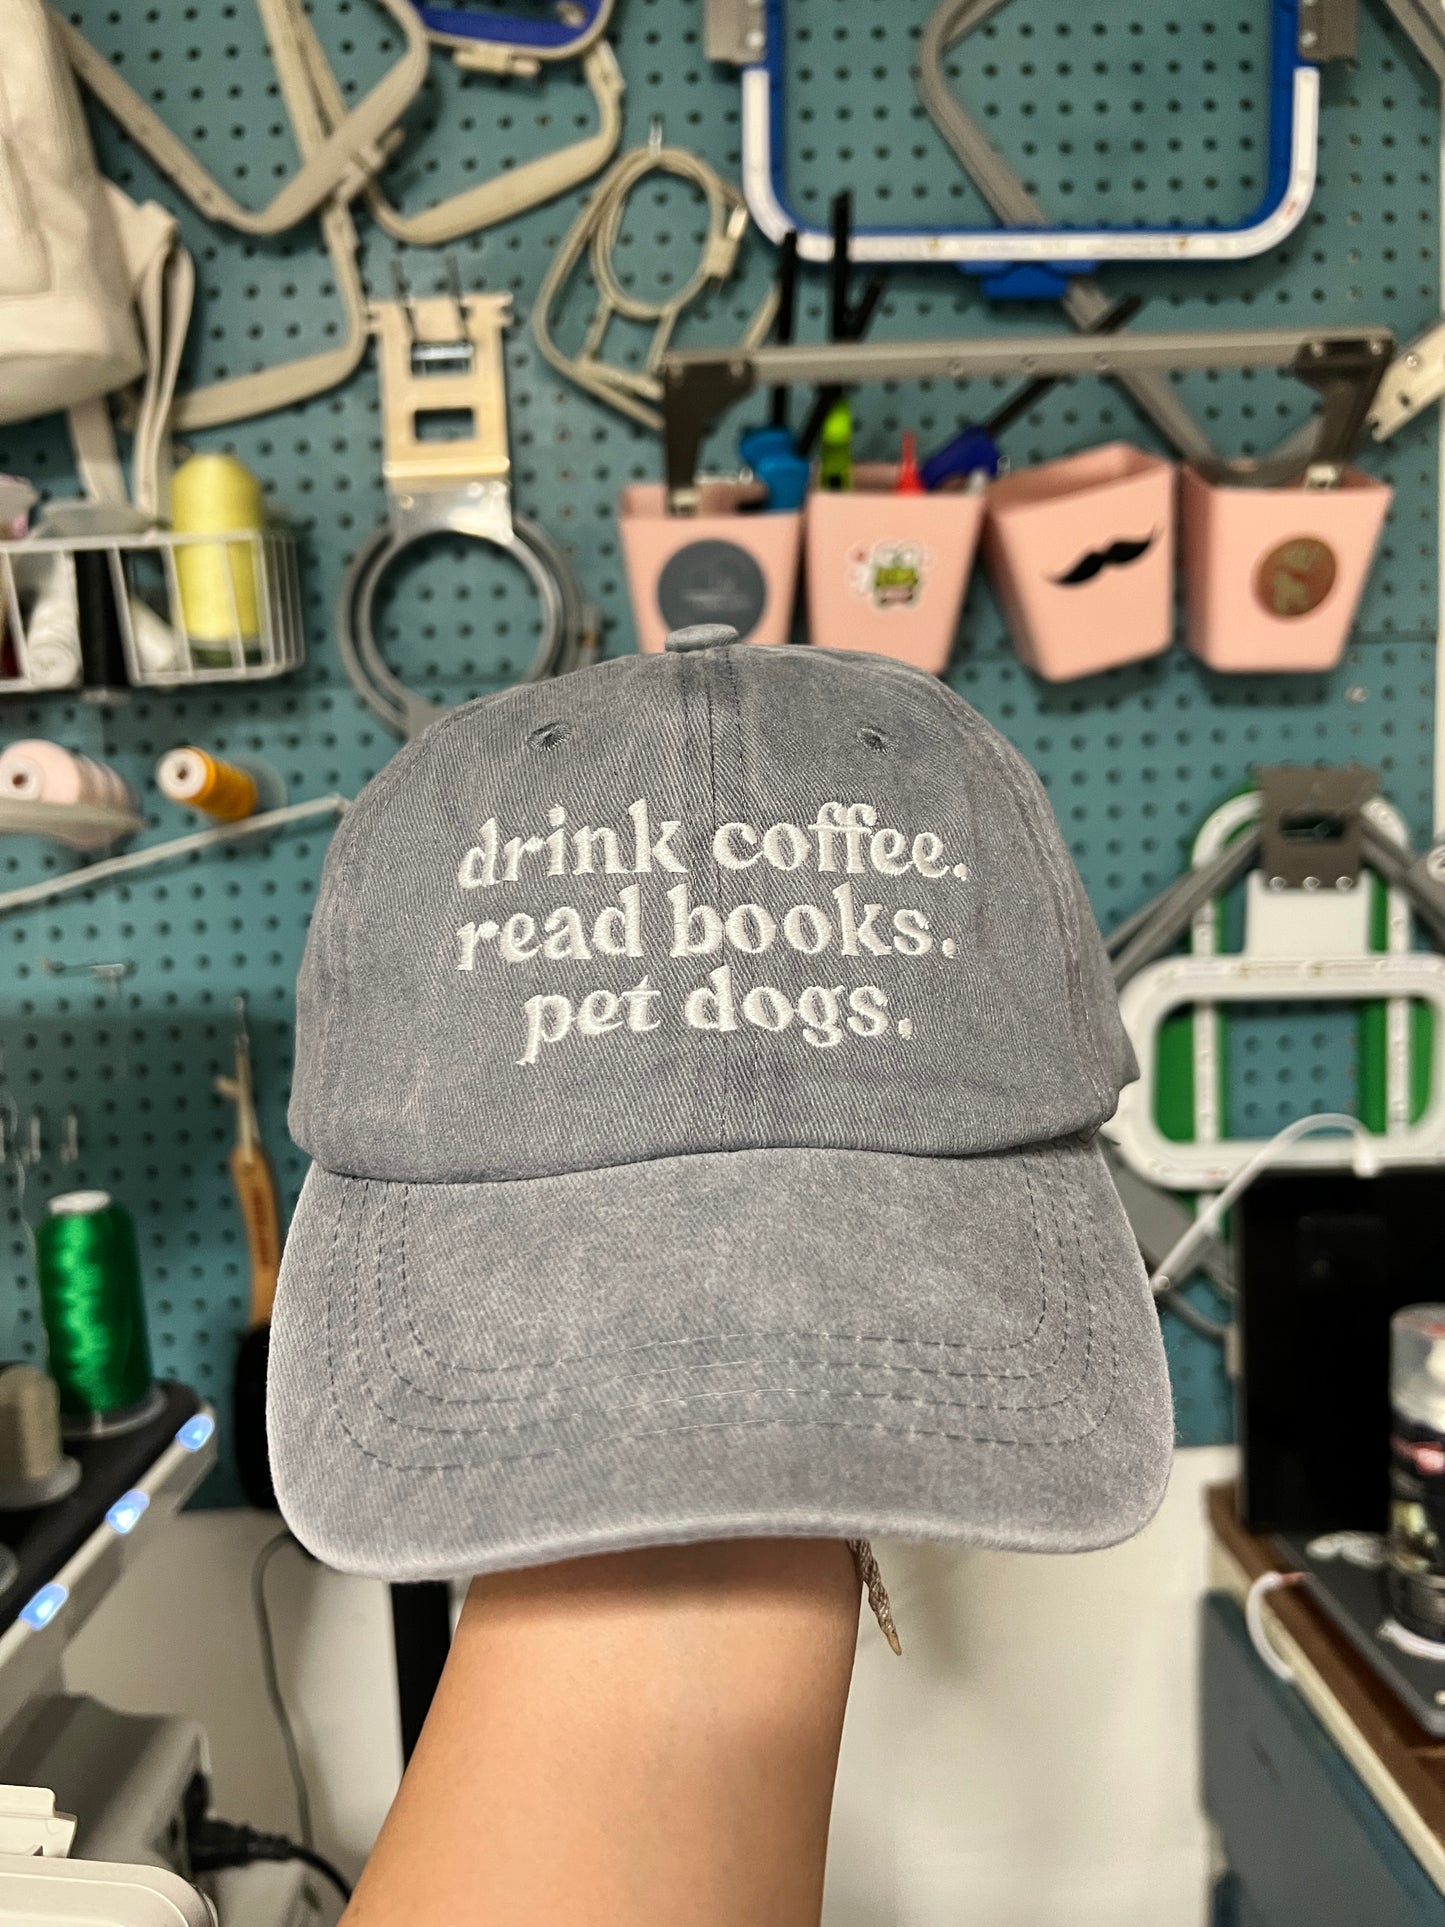 drink coffee.
read books.
pet dogs.